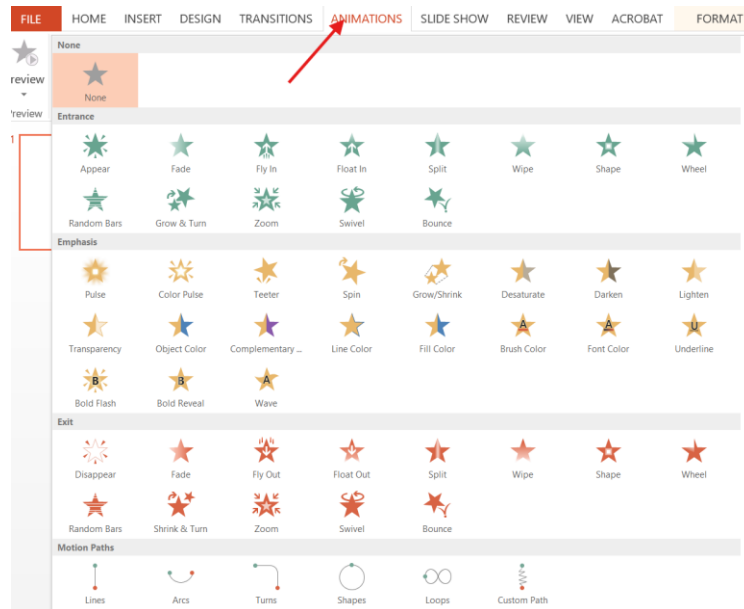 FILE HOME INSERT DESIGN TRANSITIONS ANIMATIONS SLIDE SHOW REVIEW VIEW ACROBAT FORMAT
None
review
None
review
Entrance
1
Appear Fade Fly In Float In Split Wipe Shape Wheel
Random Bars Grow & Turn Zoom Swivel Bounce
Emphasis
Pulse Color Pulse Teeter Spin Grow/Shrink Desaturate Darken Lighten
Transparency Object Color Complementary ... Line Color Fill Color Brush Color Font Color Underline
Bold Flash Bold Reveal Wave
Exit
Disappear Fade Fly Out Float Out Split Wipe Shape Wheel
Random Bars Shrink & Turn Zoom Swivel Bounce
Motion Paths
Lines Arcs Turns Shapes Loops Custom Path